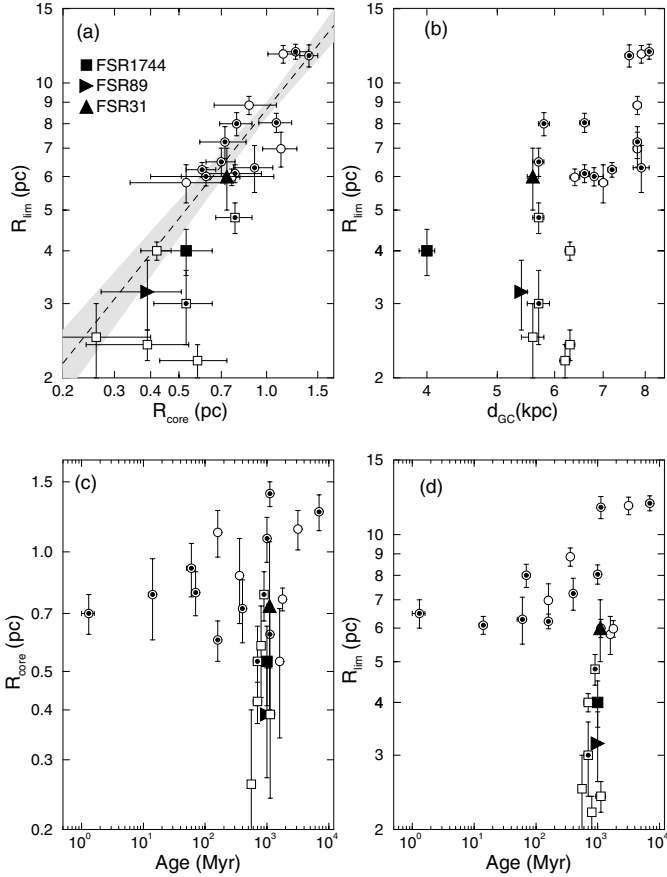 (a)
FSR1744
FSR89
FSR31
15
10
9
8
7
6
5
4
3
2
R_lim (pc)
0.2 0.3 0.4 0.5 0.7 1.0 1.5
R_core (pc)
(b)
15
10
9
8
7
6
5
4
3
2
R_lim (pc)
4 5 6 7 8
d_GC(kpc)
(c)
1.5
1.0
0.7
0.5
0.4
0.3
0.2
R_core (pc)
10^0 10^1 10^2 10^3 10^4
Age (Myr)
(d)
15
10
9
8
7
6
5
4
3
2
R_lim (pc)
10^0 10^1 10^2 10^3 10^4
Age (Myr)